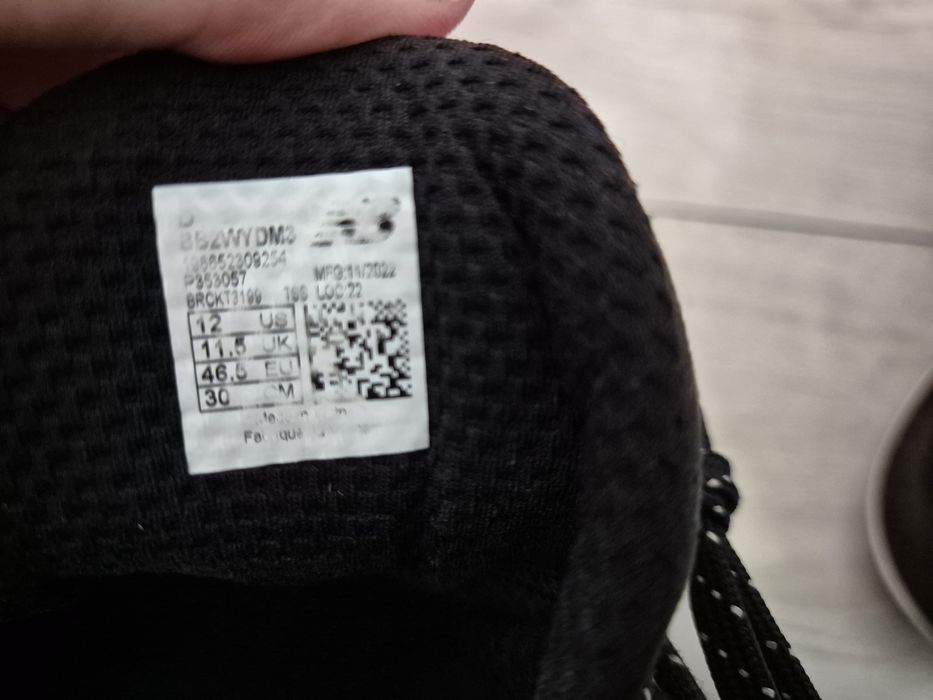 D
BB2WYDM3
196652309254
P353057 MFG:11/2022
BRCKT3199 TSS LOC:22
12 US
11.5 UK
46.5 EU
30 CM